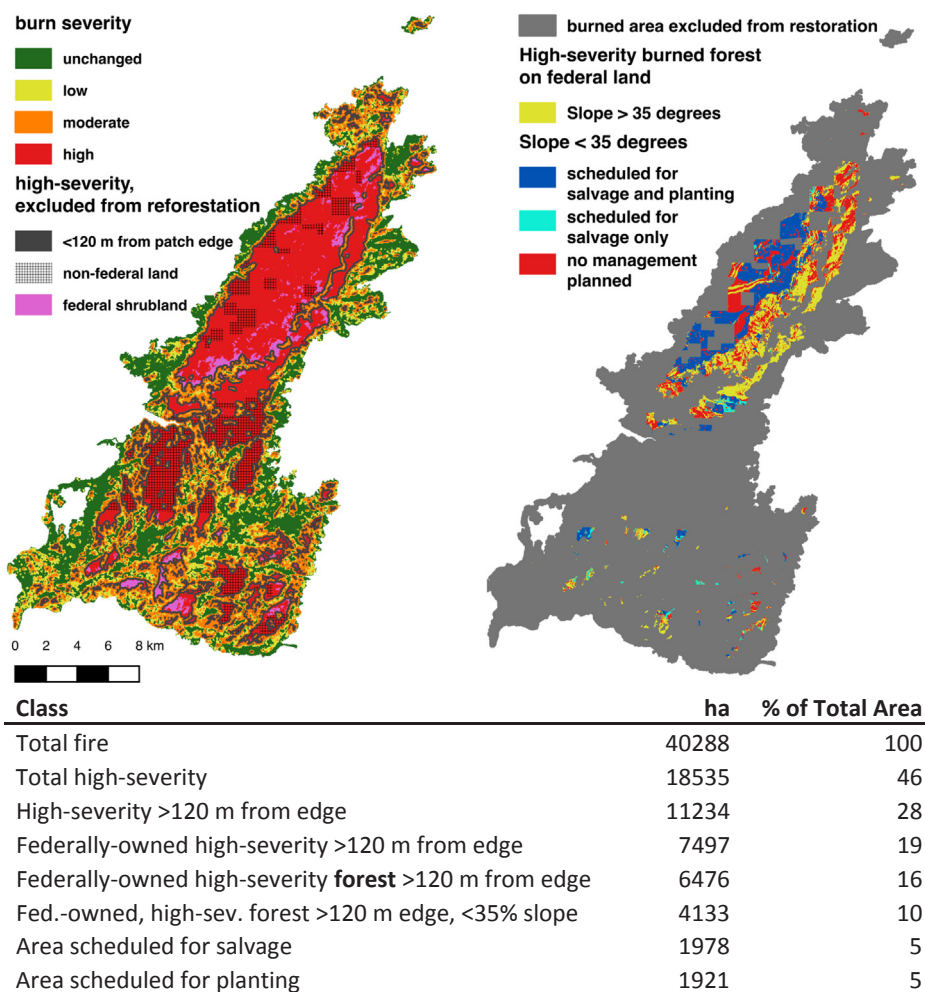 burn severity
unchanged
low
moderate
high
high-severity,
excluded from reforestation
<120 m from patch edge
non-federal land
federal shrubland
0 2 4 6 8 km
burned area excluded from restoration
High-severity burned forest
on federal land
Slope > 35 degrees
Slope < 35 degrees
scheduled for
salvage and planting
scheduled for
salvage only
no management
planned
Class ha % of Total Area
Total fire 40288 100
Total high-severity 18535 46
High-severity >120 m from edge 11234 28
Federally-owned high-severity >120 m from edge 7497 19
Federally-owned high-severity forest >120 m from edge 6476 16
Fed.-owned, high-sev. forest >120 m edge, <35% slope 4133 10
Area scheduled for salvage 1978 5
Area scheduled for planting 1921 5